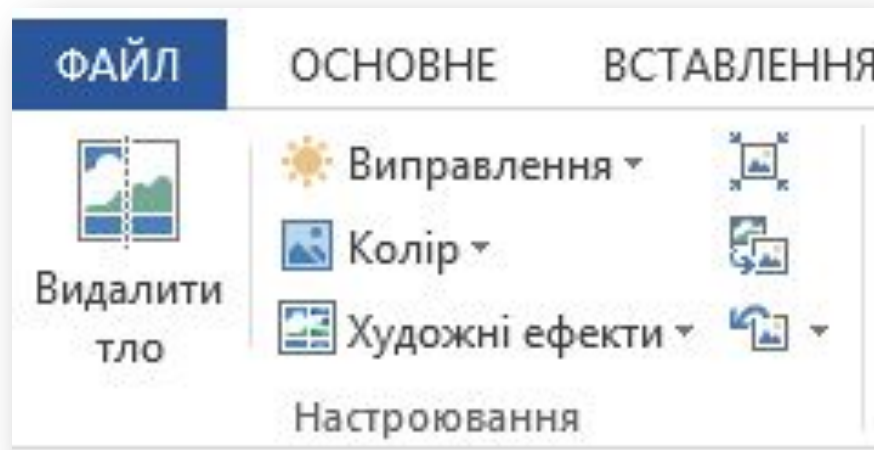 ФАЙЛ ОСНОВНЕ ВСТАВЛЕННЯ
Видалити
тло
Виправлення
Колір
Художні ефекти
Настроювання